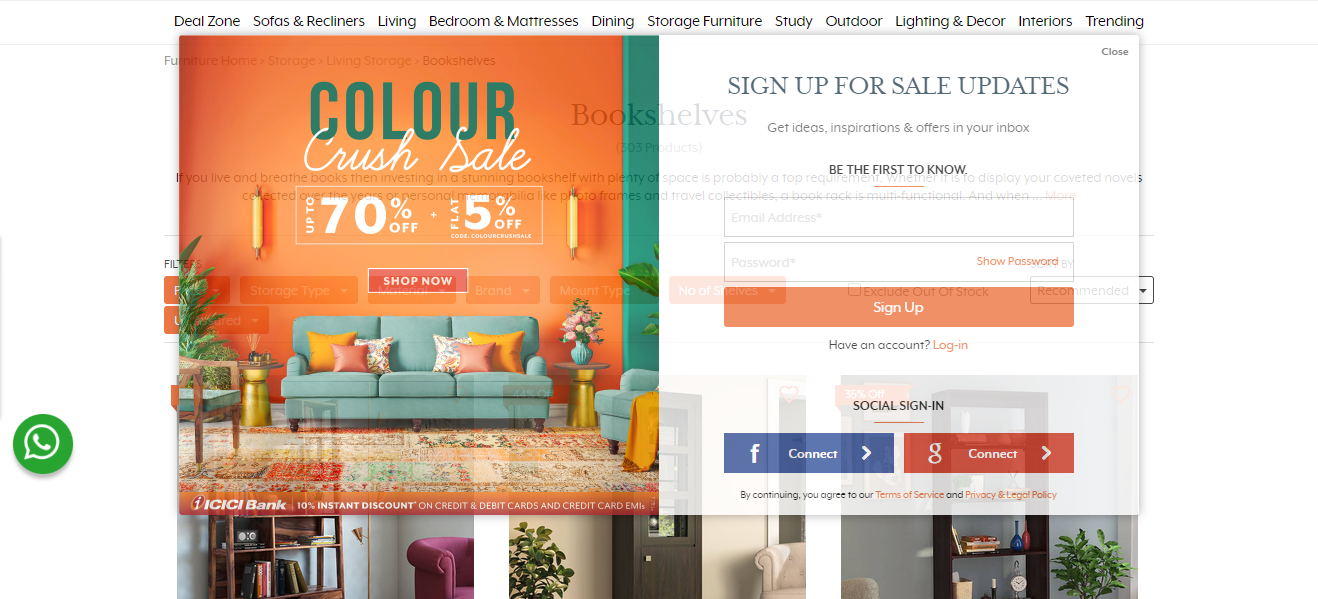 Deal Zone Sofas & Recliners Living Bedroom & Mattresses Dining Storage Furniture Study Outdoor Lighting & Decor Interiors Trending
Close
Furniture Home › Storage › Living Storage › Bookshelves
Bookshelves
(303 Products)
If you live and breathe books then investing in a stunning bookshelf with plenty of space is probably a top requirement. Whether it is to display your coveted novels
collected over the years or personal memorabilia like photo frames and travel collectibles, a book rack is multi-functional. And when ... More
COLOUR
Crush Sale
UP TO 70% OFF + FLAT 5% OFF
CODE: COLOURCRUSHSALE
SHOP NOW
ICICI Bank 10% INSTANT DISCOUNT* ON CREDIT & DEBIT CARDS AND CREDIT CARD EMIs
SIGN UP FOR SALE UPDATES
Get ideas, inspirations & offers in your inbox
BE THE FIRST TO KNOW.
Email Address*
Password* Show Password
Sign Up
Have an account? Log-in
SOCIAL SIGN-IN
f Connect
g Connect
By continuing, you agree to our Terms of Service and Privacy & Legal Policy
FILTERS
Storage Type Material Brand Mount Type No of Shelves
Exclude Out Of Stock
BY
Recommended
44% Off
36% Off